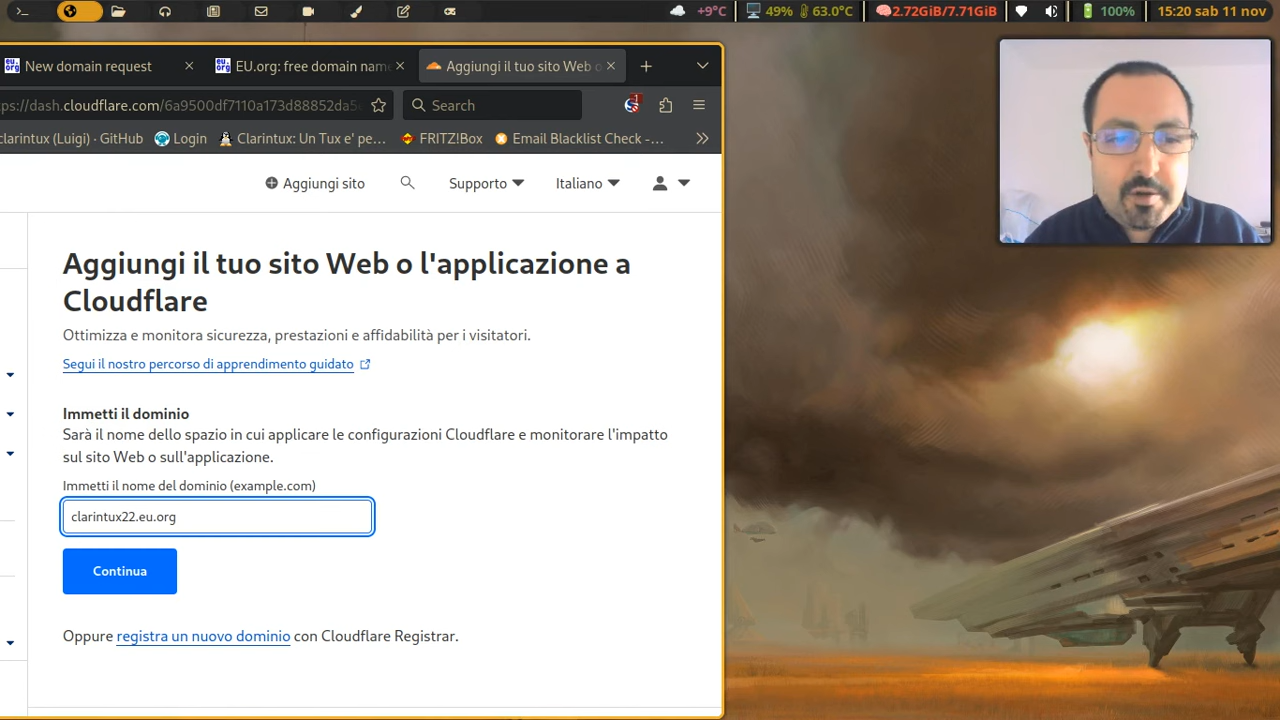 +9°C
49%
63.0°C
2.72GiB/7.71GiB
100%
15:20 sab 11 nov
New domain request
EU.org: free domain name
Aggiungi il tuo sito Web o
ps://dash.cloudflare.com/6a9500df7110a173d88852da5
Search
1
clarintux (Luigi) · GitHub
Login
Clarintux: Un Tux e' pe…
FRITZ!Box
Email Blacklist Check -…
Aggiungi sito
Supporto
Italiano
Aggiungi il tuo sito Web o l'applicazione a
Cloudflare
Ottimizza e monitora sicurezza, prestazioni e affidabilità per i visitatori.
Segui il nostro percorso di apprendimento guidato
Immetti il dominio
Sarà il nome dello spazio in cui applicare le configurazioni Cloudflare e monitorare l'impatto
sul sito Web o sull'applicazione.
Immetti il nome del dominio (example.com)
clarintux22.eu.org
Continua
Oppure registra un nuovo dominio con Cloudflare Registrar.